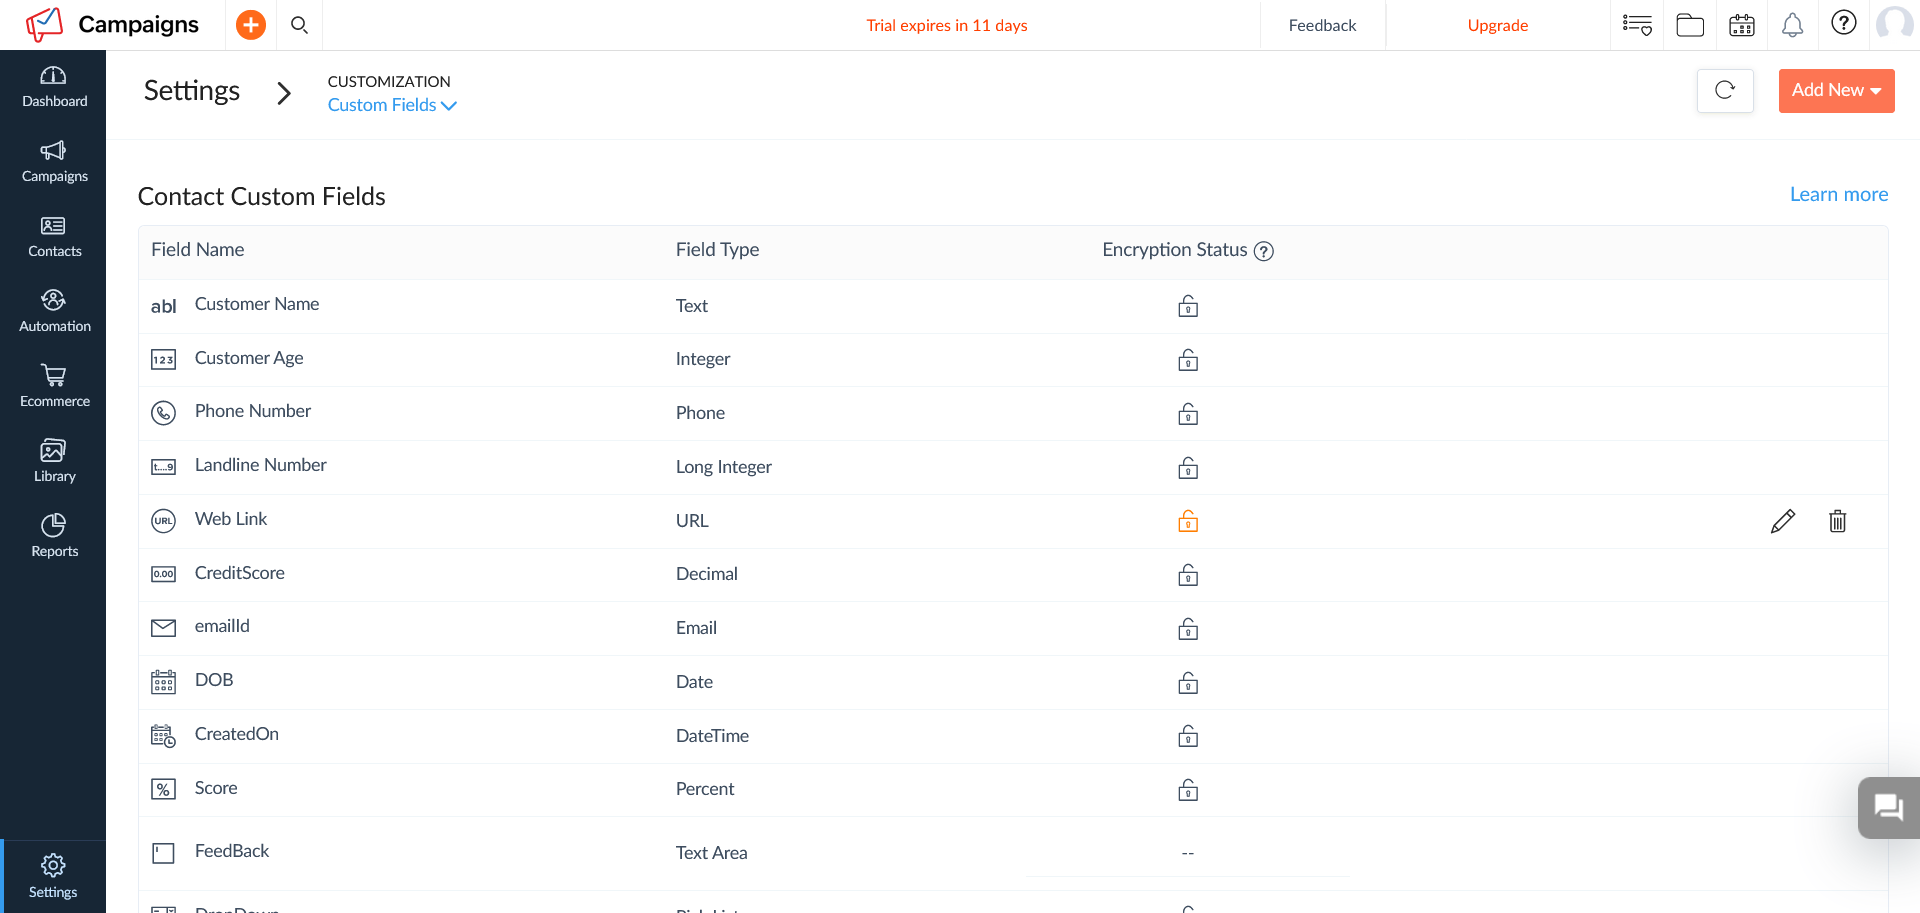 Campaigns
Trial expires in 11 days
Feedback
Upgrade
Dashboard
Campaigns
Contacts
Automation
Ecommerce
Library
Reports
Settings
Settings
CUSTOMIZATION
Custom Fields
Add New
Contact Custom Fields
Learn more
Field Name Field Type Encryption Status ?
abl Customer Name Text
123 Customer Age Integer
Phone Number Phone
t....9 Landline Number Long Integer
URL Web Link URL
0.00 CreditScore Decimal
emailId Email
DOB Date
CreatedOn DateTime
% Score Percent
FeedBack Text Area --
DropDown